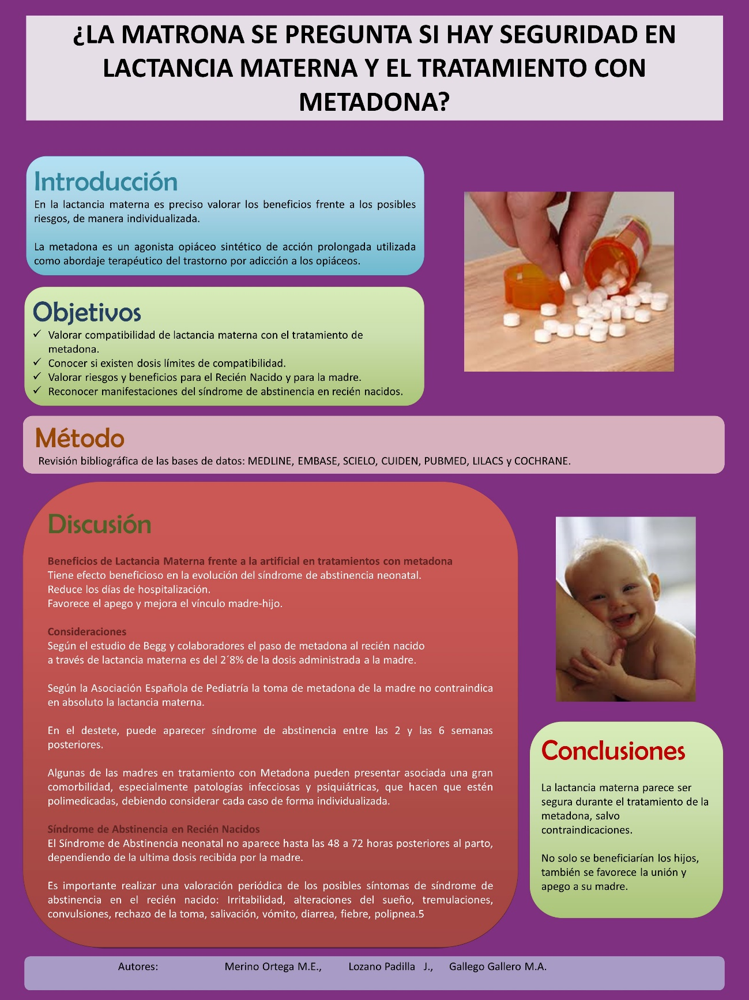 ¿LA MATRONA SE PREGUNTA SI HAY SEGURIDAD EN
LACTANCIA MATERNA Y EL TRATAMIENTO CON
METADONA?
Introducción
En la lactancia materna es preciso valorar los beneficios frente a los posibles
riesgos, de manera individualizada.
La metadona es un agonista opiáceo sintético de acción prolongada utilizada
como abordaje terapéutico del trastorno por adicción a los opiáceos.
Objetivos
✓ Valorar compatibilidad de lactancia materna con el tratamiento de
metadona.
✓ Conocer si existen dosis límites de compatibilidad.
✓ Valorar riesgos y beneficios para el Recién Nacido y para la madre.
✓ Reconocer manifestaciones del síndrome de abstinencia en recién nacidos.
Método
Revisión bibliográfica de las bases de datos: MEDLINE, EMBASE, SCIELO, CUIDEN, PUBMED, LILACS y COCHRANE.
Discusión
Beneficios de Lactancia Materna frente a la artificial en tratamientos con metadona
Tiene efecto beneficioso en la evolución del síndrome de abstinencia neonatal.
Reduce los días de hospitalización.
Favorece el apego y mejora el vínculo madre-hijo.
Consideraciones
Según el estudio de Begg y colaboradores el paso de metadona al recién nacido
a través de lactancia materna es del 2´8% de la dosis administrada a la madre.
Según la Asociación Española de Pediatría la toma de metadona de la madre no contraindica
en absoluto la lactancia materna.
En el destete, puede aparecer síndrome de abstinencia entre las 2 y las 6 semanas
posteriores.
Algunas de las madres en tratamiento con Metadona pueden presentar asociada una gran
comorbilidad, especialmente patologías infecciosas y psiquiátricas, que hacen que estén
polimedicadas, debiendo considerar cada caso de forma individualizada.
Síndrome de Abstinencia en Recién Nacidos
El Síndrome de Abstinencia neonatal no aparece hasta las 48 a 72 horas posteriores al parto,
dependiendo de la ultima dosis recibida por la madre.
Es importante realizar una valoración periódica de los posibles síntomas de síndrome de
abstinencia en el recién nacido: Irritabilidad, alteraciones del sueño, tremulaciones,
convulsiones, rechazo de la toma, salivación, vómito, diarrea, fiebre, polipnea.5
Conclusiones
La lactancia materna parece ser
segura durante el tratamiento de la
metadona, salvo
contraindicaciones.
No solo se beneficiarían los hijos,
también se favorece la unión y
apego a su madre.
Autores: Merino Ortega M.E., Lozano Padilla J., Gallego Gallero M.A.